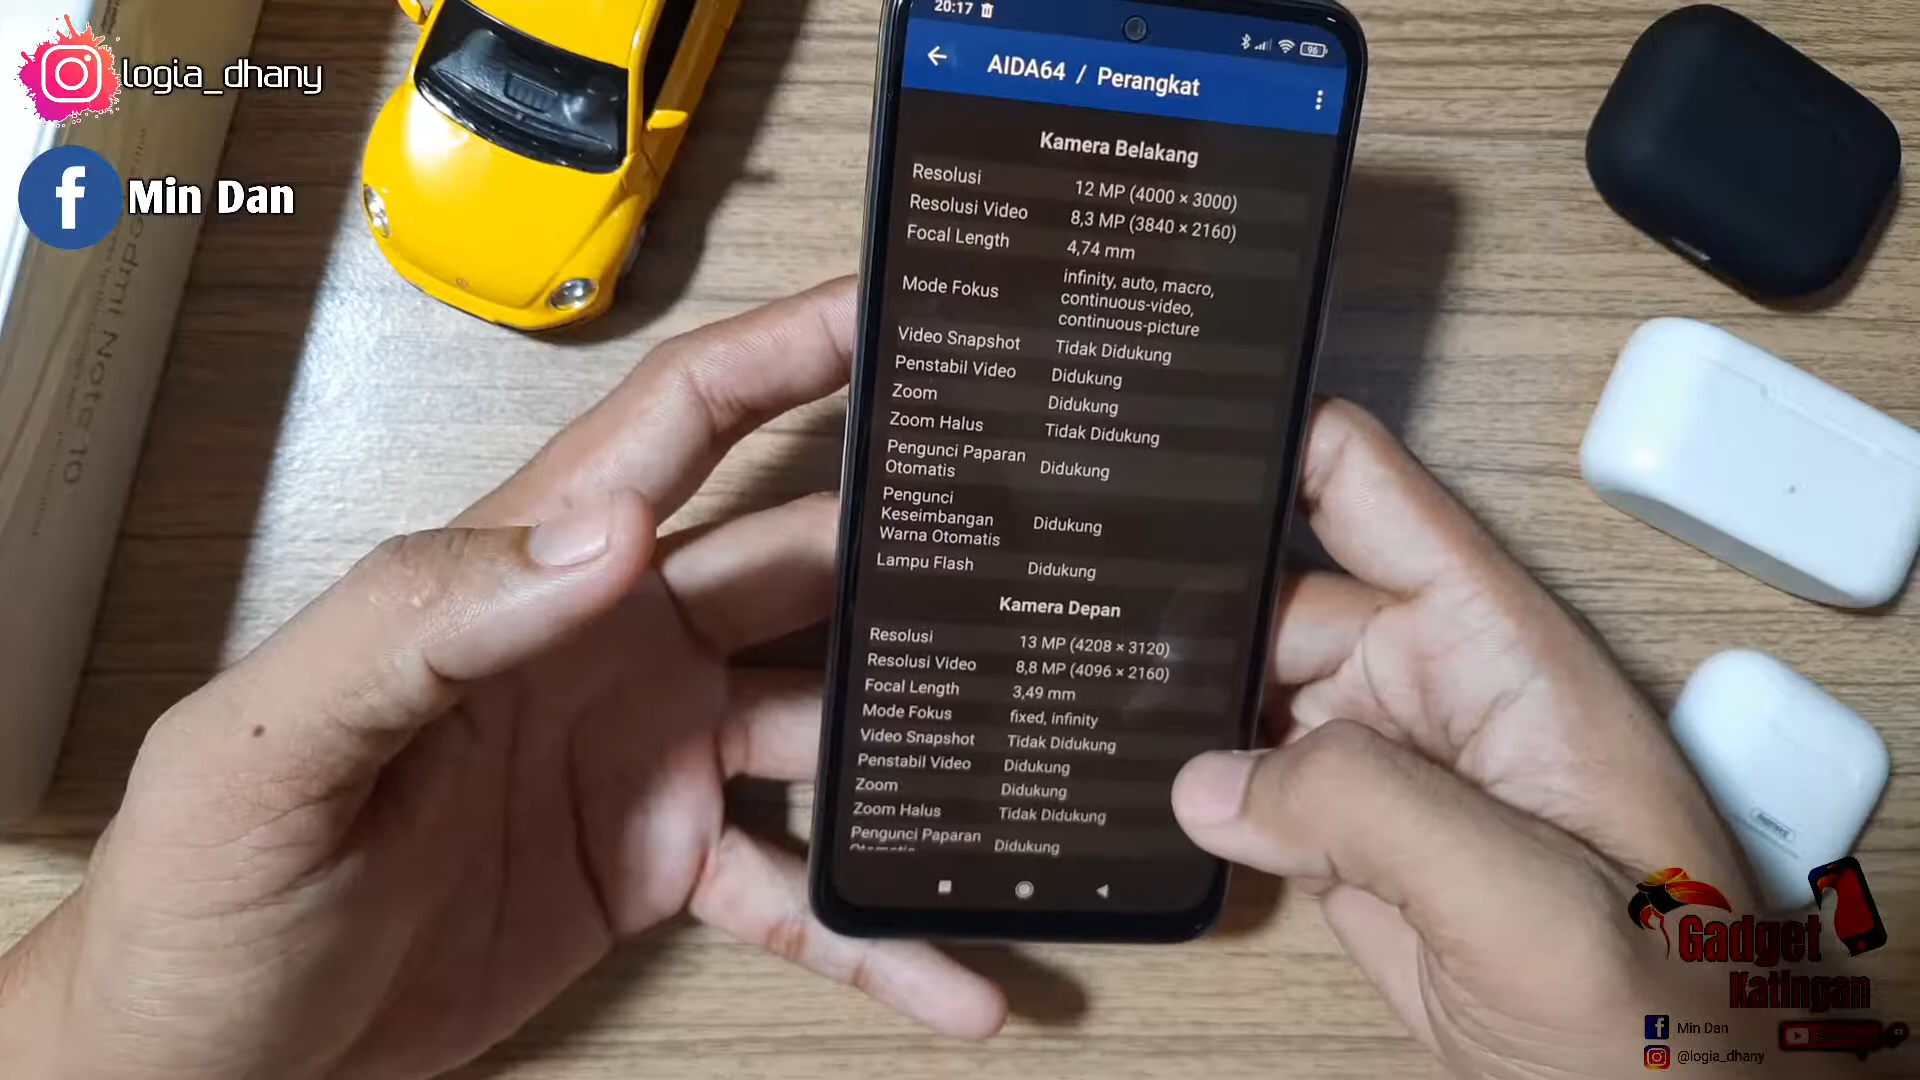 logia_dhany
Min Dan
20:17
96
AIDA64 / Perangkat
Kamera Belakang
Resolusi 12 MP (4000 × 3000)
Resolusi Video 8,3 MP (3840 × 2160)
Focal Length 4,74 mm
Mode Fokus infinity, auto, macro,
continuous-video,
continuous-picture
Video Snapshot Tidak Didukung
Penstabil Video Didukung
Zoom Didukung
Zoom Halus Tidak Didukung
Pengunci Paparan
Otomatis Didukung
Pengunci
Keseimbangan
Warna Otomatis Didukung
Lampu Flash Didukung
Kamera Depan
Resolusi 13 MP (4208 × 3120)
Resolusi Video 8,8 MP (4096 × 2160)
Focal Length 3,49 mm
Mode Fokus fixed, infinity
Video Snapshot Tidak Didukung
Penstabil Video Didukung
Zoom Didukung
Zoom Halus Tidak Didukung
Pengunci Paparan Didukung
Redmi Note 10
Gadget
Katingan
Min Dan
@logia_dhany